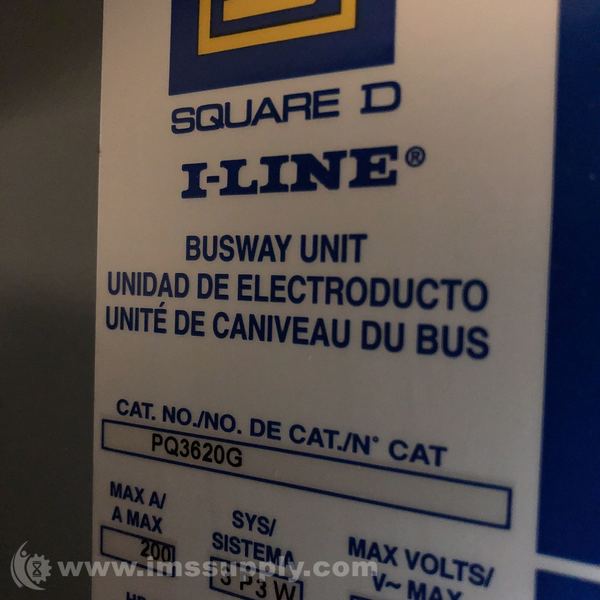 SQUARE D
I-LINE®
BUSWAY UNIT
UNIDAD DE ELECTRODUCTO
UNITÉ DE CANIVEAU DU BUS
CAT. NO./NO. DE CAT./N° CAT
PQ3620G
MAX A/
A MAX
200
SYS/
SISTEMA
3 P3 W
MAX VOLTS/
V~ MAX
www.imssupply.com